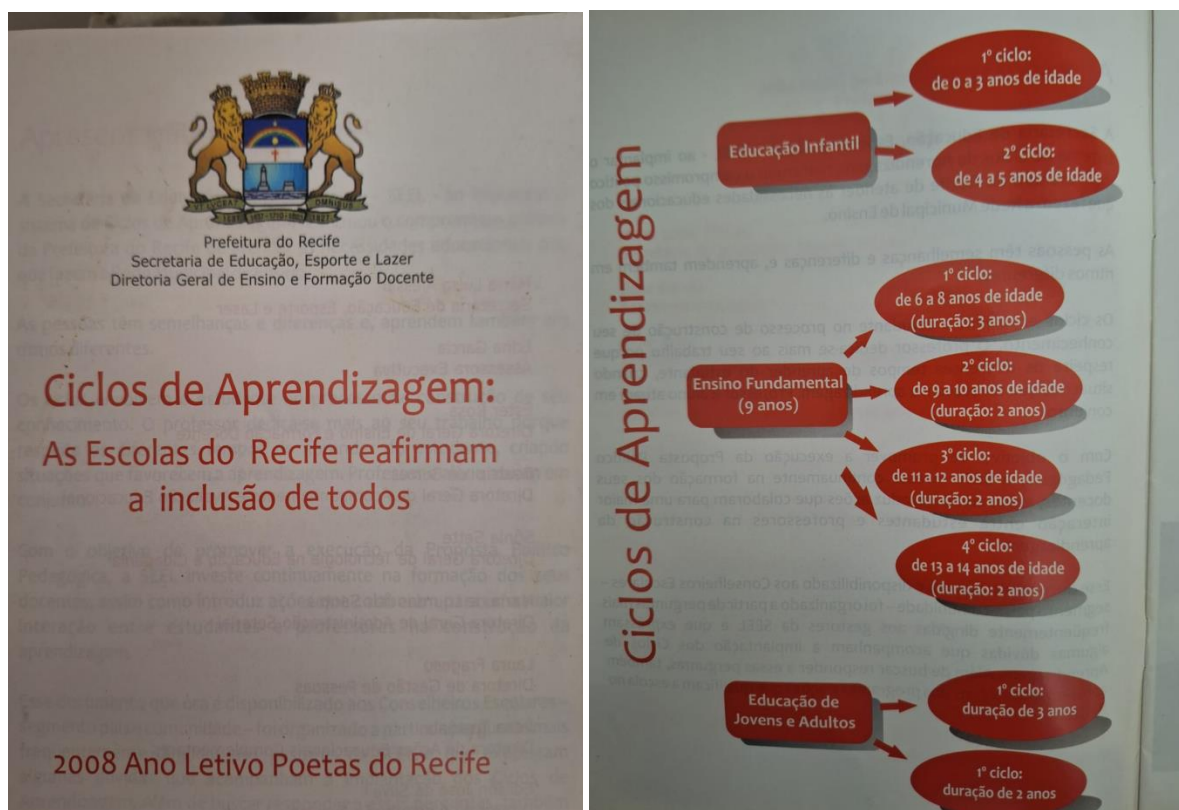 Prefeitura do Recife
Secretaria de Educação, Esporte e Lazer
Diretoria Geral de Ensino e Formação Docente
Ciclos de Aprendizagem:
As Escolas do Recife reafirmam
a inclusão de todos
2008 Ano Letivo Poetas do Recife
Ciclos de Aprendizagem
Educação Infantil
1º ciclo:
de 0 a 3 anos de idade
2º ciclo:
de 4 a 5 anos de idade
Ensino Fundamental
(9 anos)
1º ciclo:
de 6 a 8 anos de idade
(duração: 3 anos)
2º ciclo:
de 9 a 10 anos de idade
(duração: 2 anos)
3º ciclo:
de 11 a 12 anos de idade
(duração: 2 anos)
4º ciclo:
de 13 a 14 anos de idade
(duração: 2 anos)
Educação de
Jovens e Adultos
1º ciclo:
duração de 3 anos
1º ciclo:
duração de 2 anos